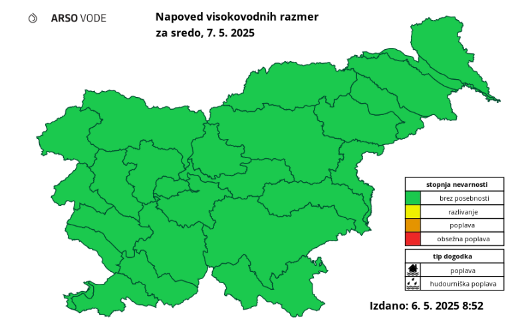 ARSO VODE
Napoved visokovodnih razmer
za sredo, 7. 5. 2025
stopnja nevarnosti
brez posebnosti
razlivanje
poplava
obsežna poplava
tip dogodka
poplava
hudourniška poplava
Izdano: 6. 5. 2025 8:52